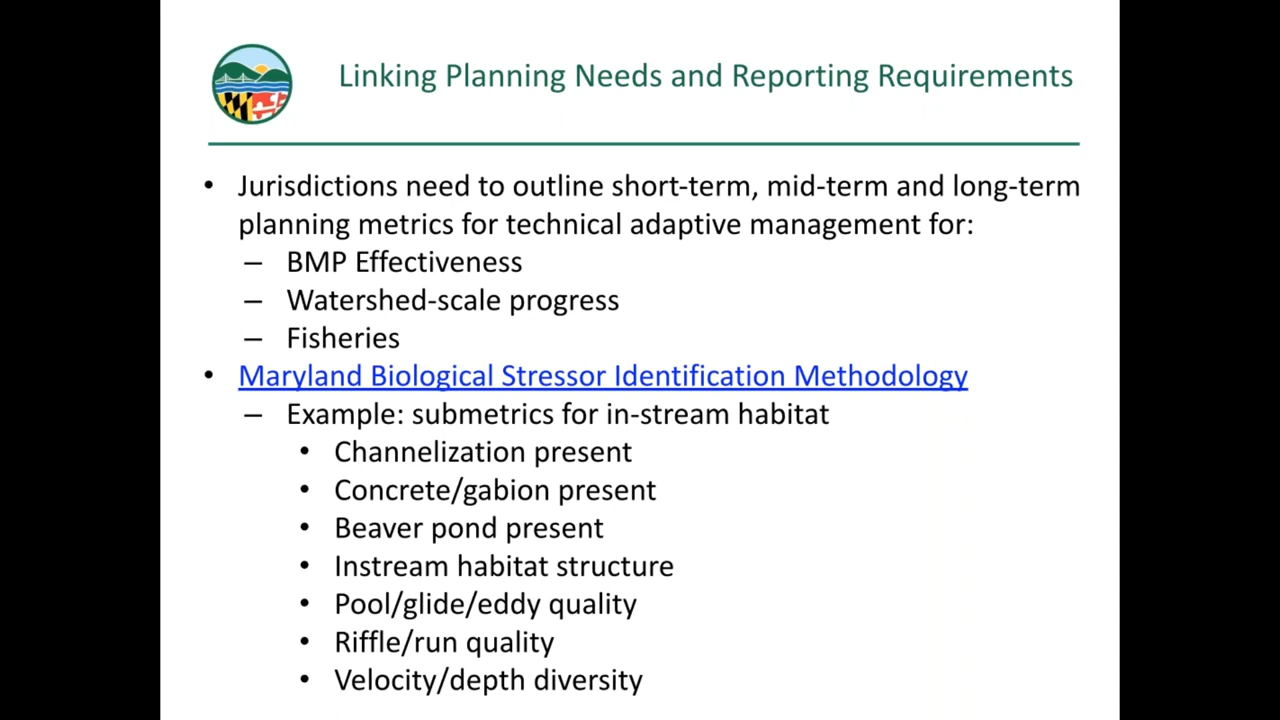 Linking Planning Needs and Reporting Requirements
• Jurisdictions need to outline short-term, mid-term and long-term
planning metrics for technical adaptive management for:
– BMP Effectiveness
– Watershed-scale progress
– Fisheries
• Maryland Biological Stressor Identification Methodology
– Example: submetrics for in-stream habitat
• Channelization present
• Concrete/gabion present
• Beaver pond present
• Instream habitat structure
• Pool/glide/eddy quality
• Riffle/run quality
• Velocity/depth diversity